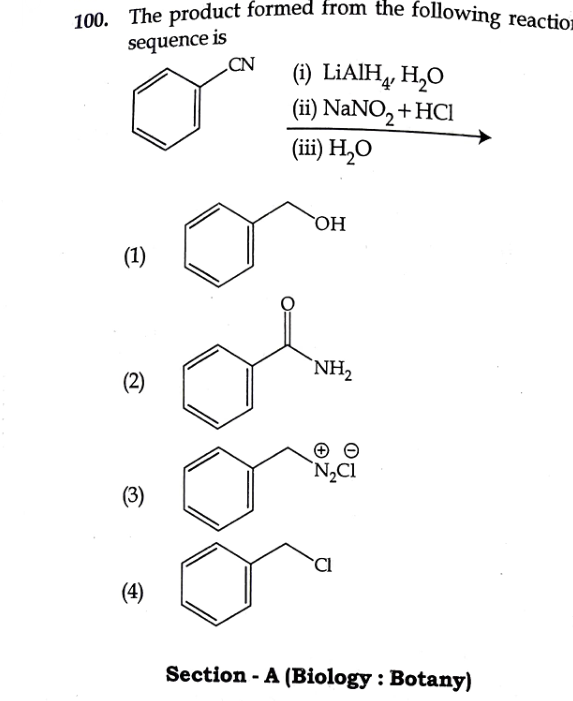 100. The product formed from the following
sequence is
CN
(i) LiAlH₄, H₂O
(ii) NaNO₂+HCl
(iii) H₂O
OH
(1)
O
NH₂
(2)
⊕ ⊖
N₂Cl
(3)
Cl
(4)
Section - A (Biology : Botany)